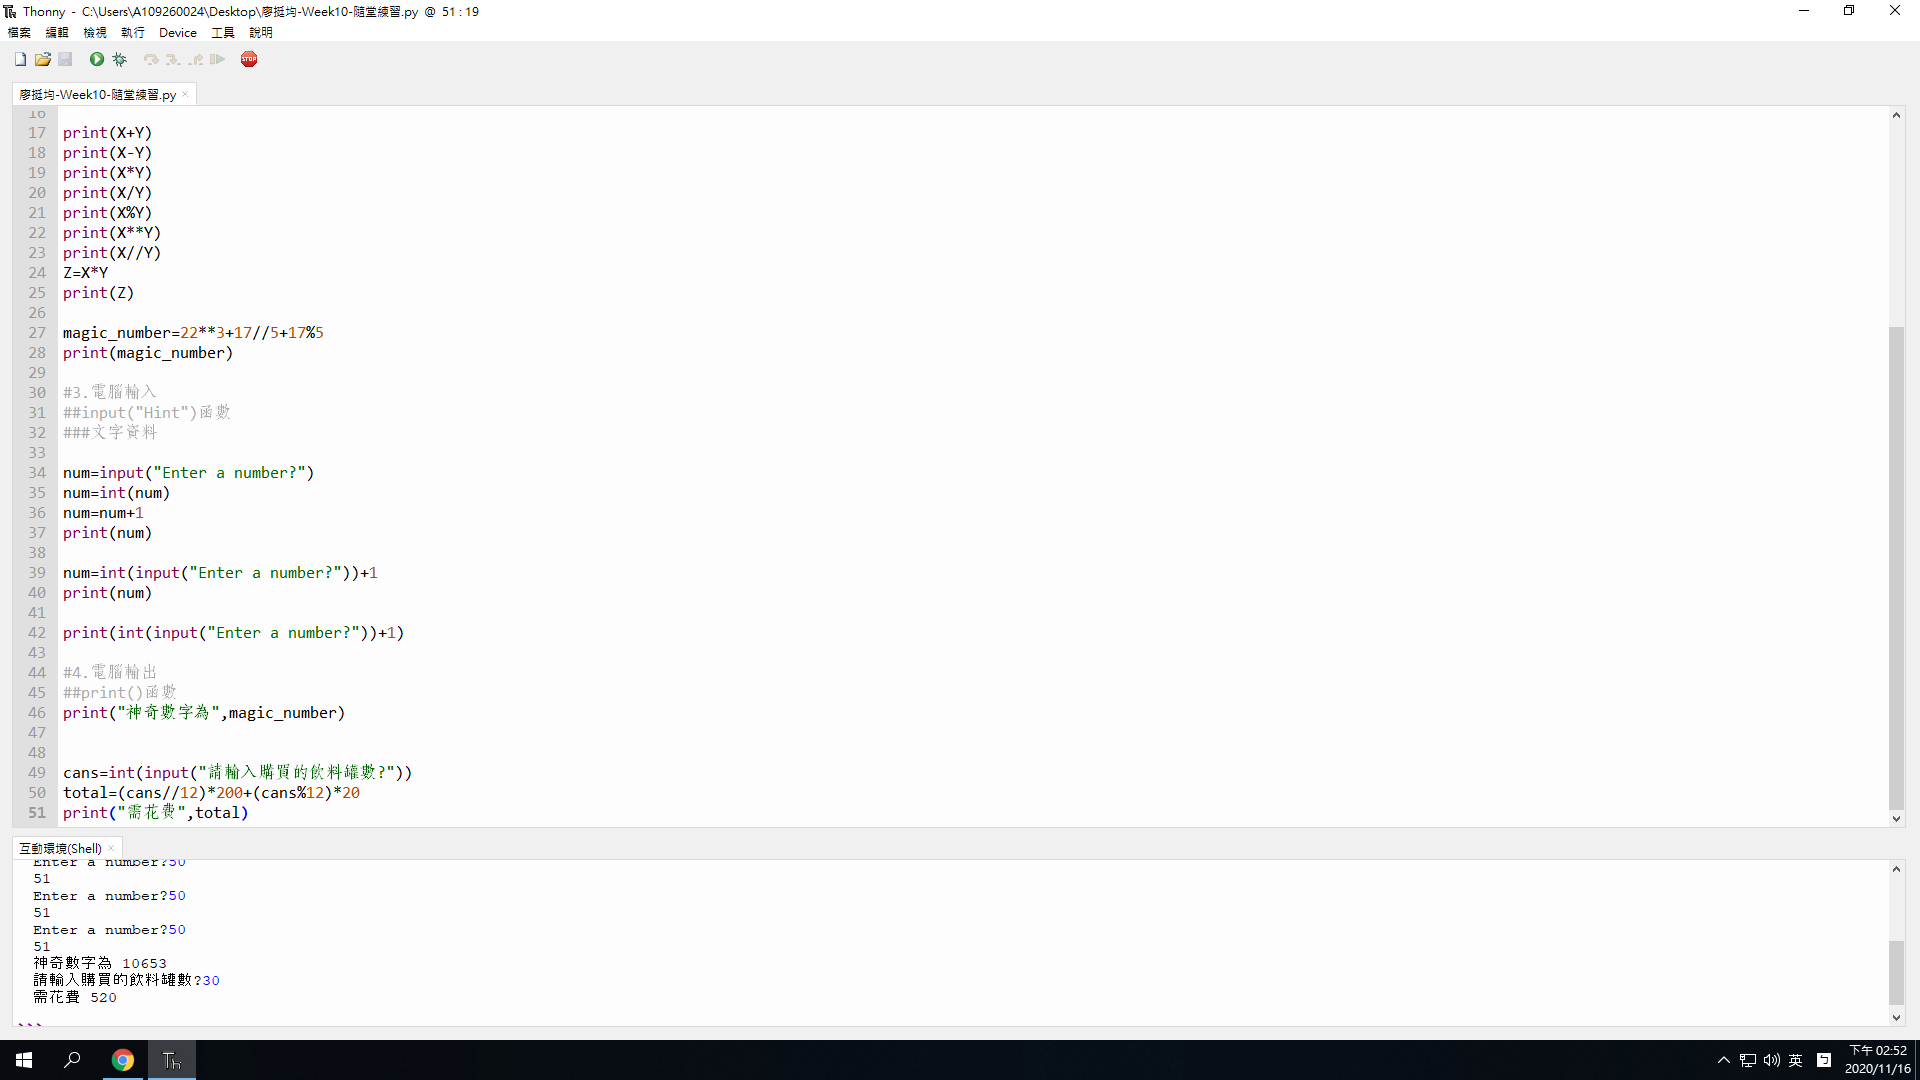 Thonny - C:\Users\A109260024\Desktop\廖挺均-Week10-隨堂練習.py @ 51 : 19
檔案 編輯 檢視 執行 Device 工具 說明
STOP
廖挺均-Week10-隨堂練習.py ×
16
17 print(X+Y)
18 print(X-Y)
19 print(X*Y)
20 print(X/Y)
21 print(X%Y)
22 print(X**Y)
23 print(X//Y)
24 Z=X*Y
25 print(Z)
26
27 magic_number=22**3+17//5+17%5
28 print(magic_number)
29
30 #3.電腦輸入
31 ##input("Hint")函數
32 ###文字資料
33
34 num=input("Enter a number?")
35 num=int(num)
36 num=num+1
37 print(num)
38
39 num=int(input("Enter a number?"))+1
40 print(num)
41
42 print(int(input("Enter a number?"))+1)
43
44 #4.電腦輸出
45 ##print()函數
46 print("神奇數字為",magic_number)
47
48
49 cans=int(input("請輸入購買的飲料罐數?"))
50 total=(cans//12)*200+(cans%12)*20
51 print("需花費",total)
互動環境(Shell) ×
Enter a number?50
51
Enter a number?50
51
Enter a number?50
51
神奇數字為 10653
請輸入購買的飲料罐數?30
需花費 520
>>>
英 ㄅ 下午 02:52
2020/11/16